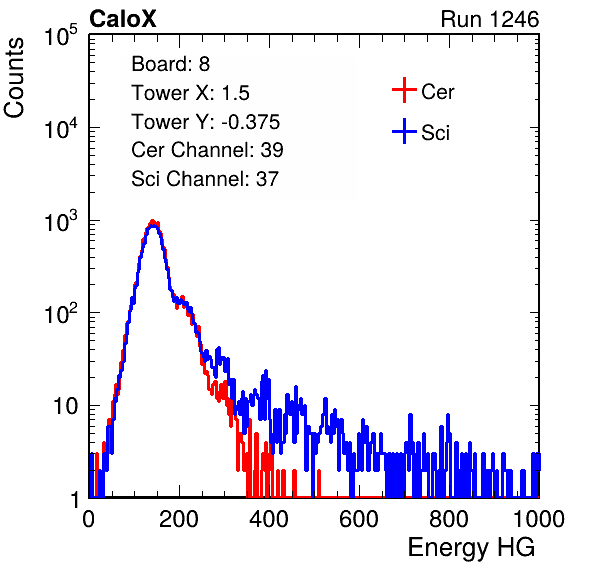 CaloX Run 1246
Counts
Board: 8
Tower X: 1.5
Tower Y: -0.375
Cer Channel: 39
Sci Channel: 37
Cer
Sci
10^5
10^4
10^3
10^2
10
1
0 200 400 600 800 1000
Energy HG